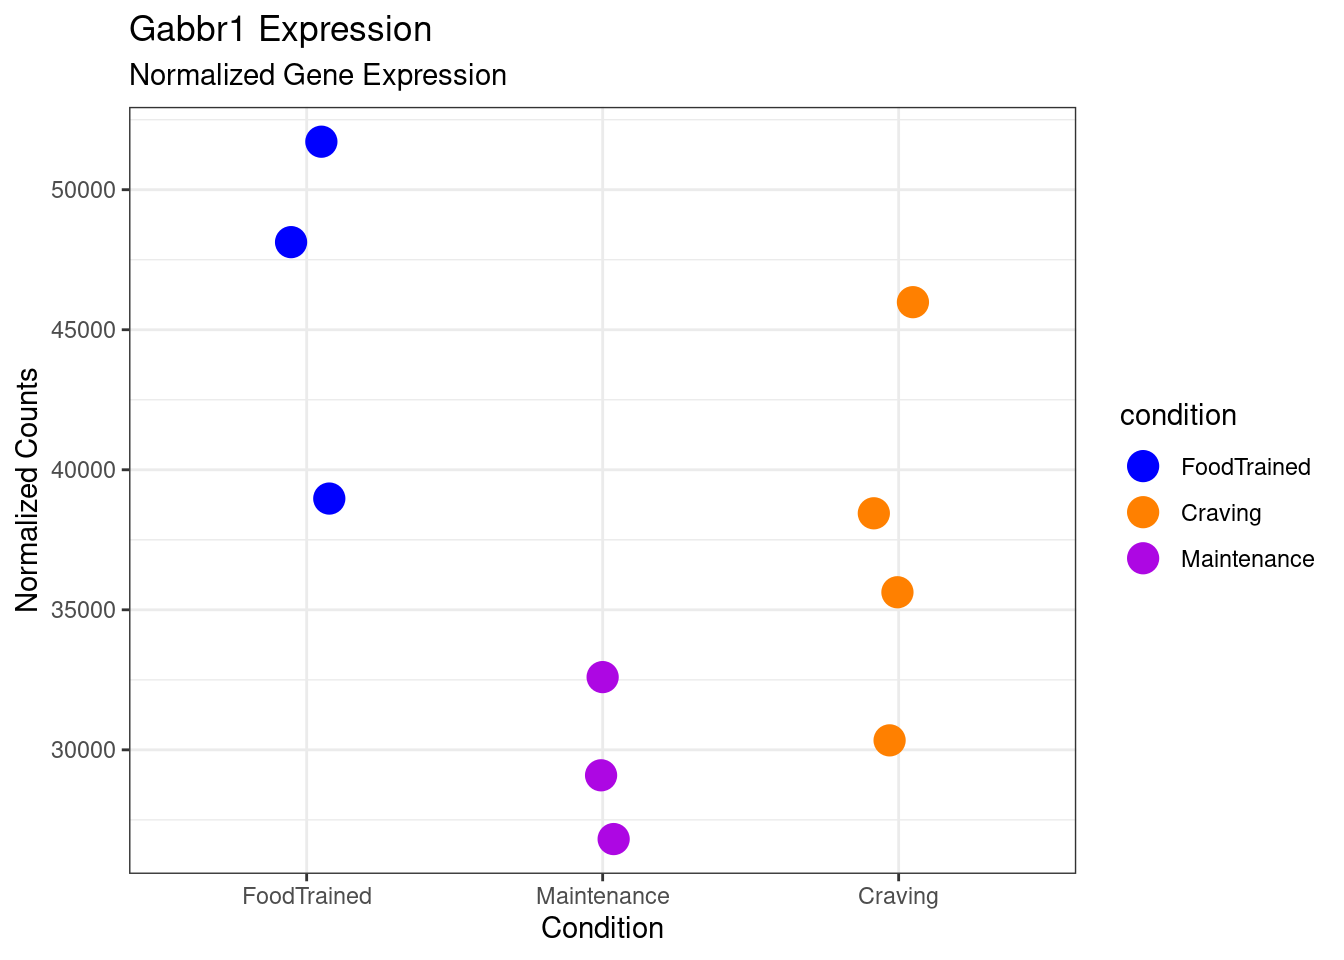 Gabbr1 Expression
Normalized Gene Expression
Normalized Counts
50000
45000
40000
35000
30000
FoodTrained
Maintenance
Craving
Condition
condition
FoodTrained
Craving
Maintenance